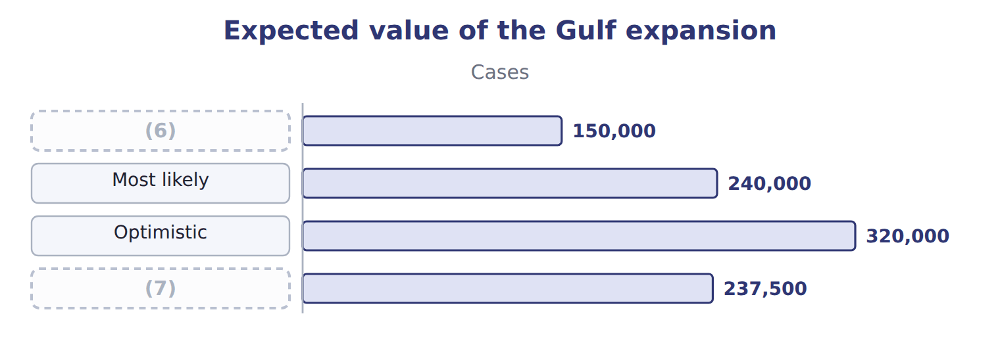 Expected value of the Gulf expansion
Cases
(6) 150,000
Most likely 240,000
Optimistic 320,000
(7) 237,500